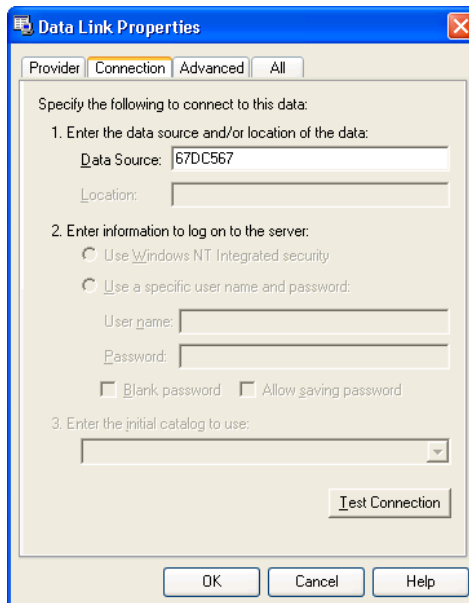 Data Link Properties
Provider Connection Advanced All
Specify the following to connect to this data:
1. Enter the data source and/or location of the data:
Data Source: 67DC567
Location:
2. Enter information to log on to the server:
Use Windows NT Integrated security
Use a specific user name and password:
User name:
Password:
Blank password Allow saving password
3. Enter the initial catalog to use:
Test Connection
OK Cancel Help